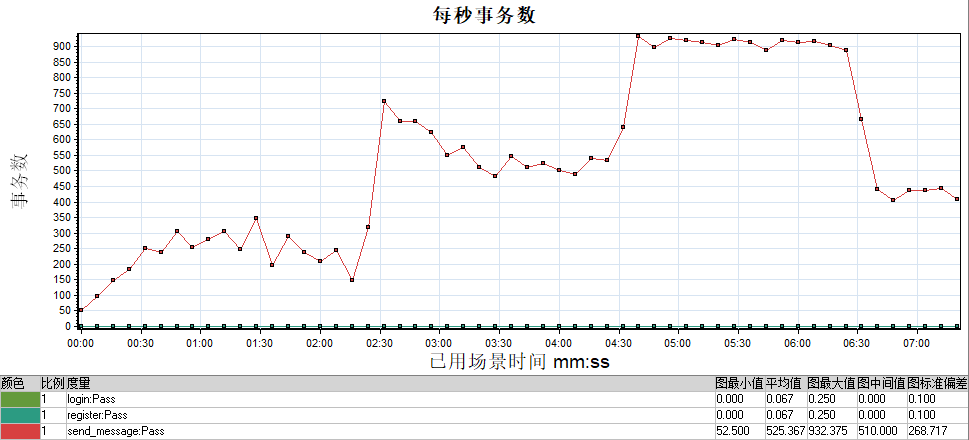 每秒事务数
事务数
900
850
800
750
700
650
600
550
500
450
400
350
300
250
200
150
100
50
0
00:00 00:30 01:00 01:30 02:00 02:30 03:00 03:30 04:00 04:30 05:00 05:30 06:00 06:30 07:00
已用场景时间 mm:ss
颜色 比例 度量 图最小值 平均值 图最大值 图中间值 图标准偏差
1 login:Pass 0.000 0.067 0.250 0.000 0.100
1 register:Pass 0.000 0.067 0.250 0.000 0.100
1 send_message:Pass 52.500 525.367 932.375 510.000 268.717